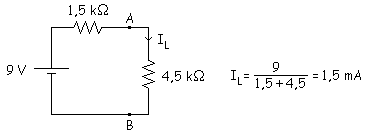 1,5 kΩ
A
I_L
9 V
4,5 kΩ
I_L = 9 / 1,5 + 4,5 = 1,5 mA
B